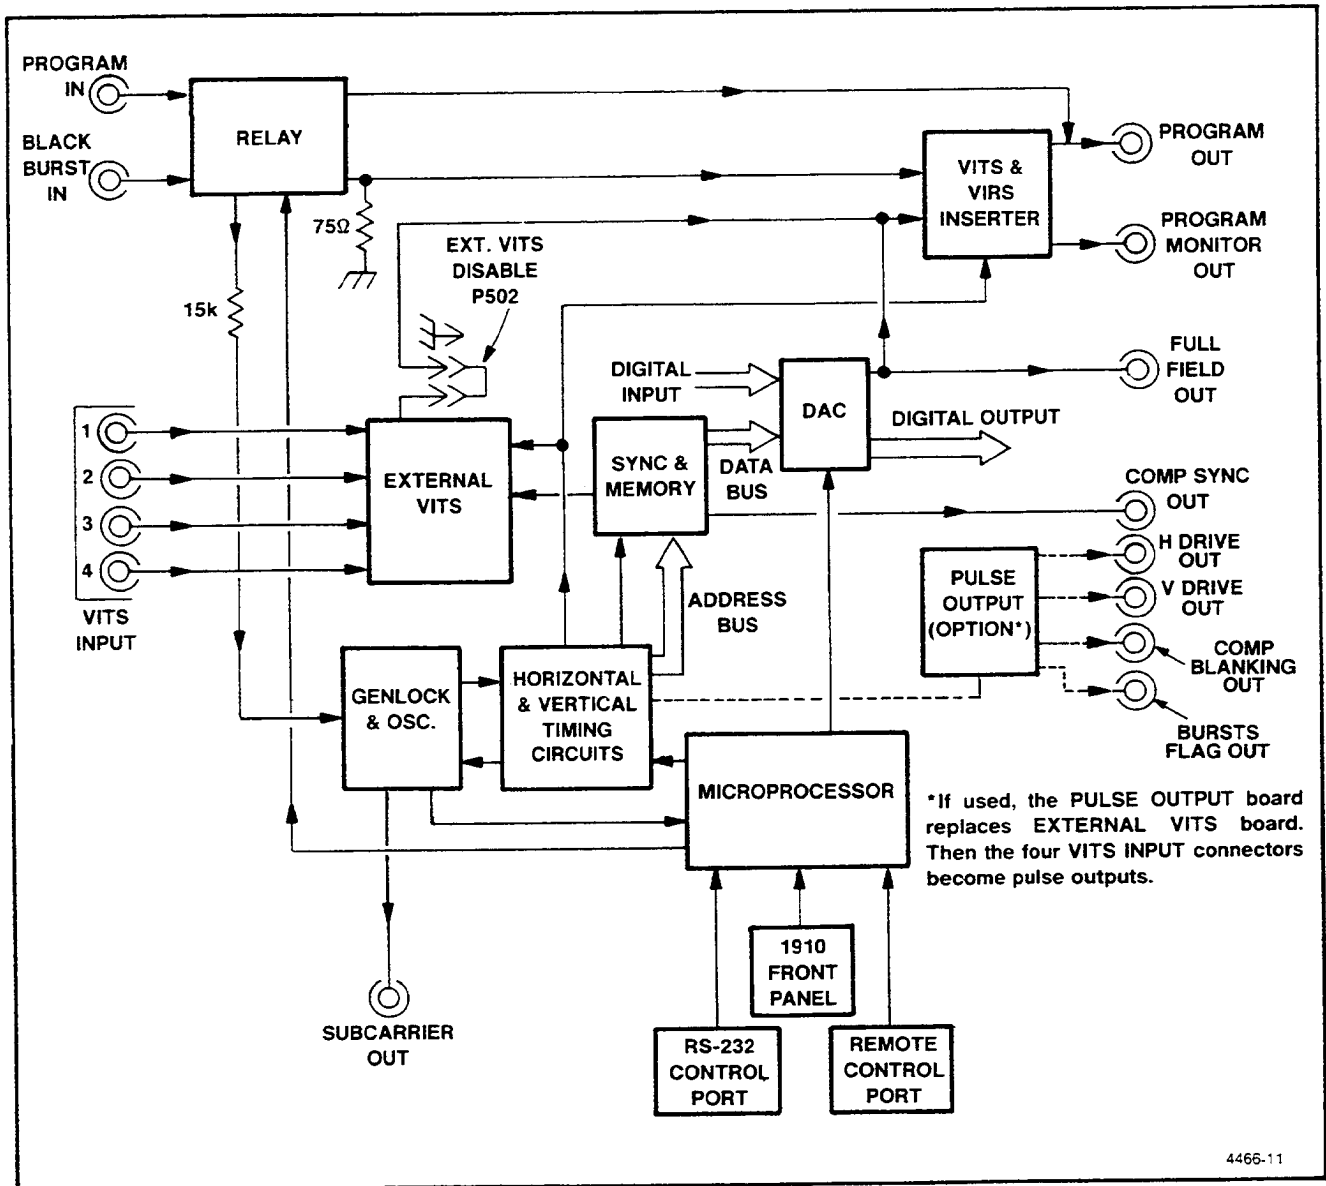 PROGRAM
IN
BLACK
BURST
IN
RELAY
75Ω
15k
EXT. VITS
DISABLE
P502
VITS &
VIRS
INSERTER
PROGRAM
OUT
PROGRAM
MONITOR
OUT
FULL
FIELD
OUT
DIGITAL
INPUT
DAC
DIGITAL OUTPUT
1
2
3
4
VITS
INPUT
EXTERNAL
VITS
SYNC &
MEMORY
DATA
BUS
COMP SYNC
OUT
H DRIVE
OUT
V DRIVE
OUT
COMP
BLANKING
OUT
BURSTS
FLAG OUT
PULSE
OUTPUT
(OPTION*)
ADDRESS
BUS
GENLOCK
& OSC.
HORIZONTAL
& VERTICAL
TIMING
CIRCUITS
MICROPROCESSOR
*If used, the PULSE OUTPUT board
replaces EXTERNAL VITS board.
Then the four VITS INPUT connectors
become pulse outputs.
SUBCARRIER
OUT
1910
FRONT
PANEL
RS-232
CONTROL
PORT
REMOTE
CONTROL
PORT
4466-11